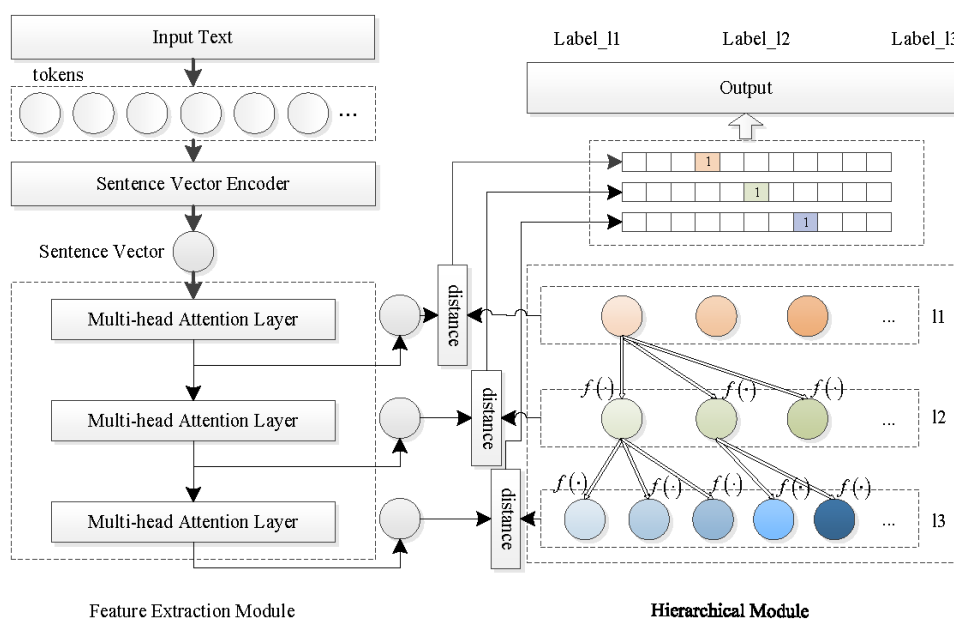 Input Text
tokens
...
Sentence Vector Encoder
Sentence Vector
Multi-head Attention Layer
Multi-head Attention Layer
Multi-head Attention Layer
Feature Extraction Module
distance
distance
distance
Label_l1 Label_l2 Label_l3
Output
1
1
1
... l1
f(·) f(·) f(·)
... l2
f(·) f(·) f(·) f(·) f(·)
... l3
Hierarchical Module